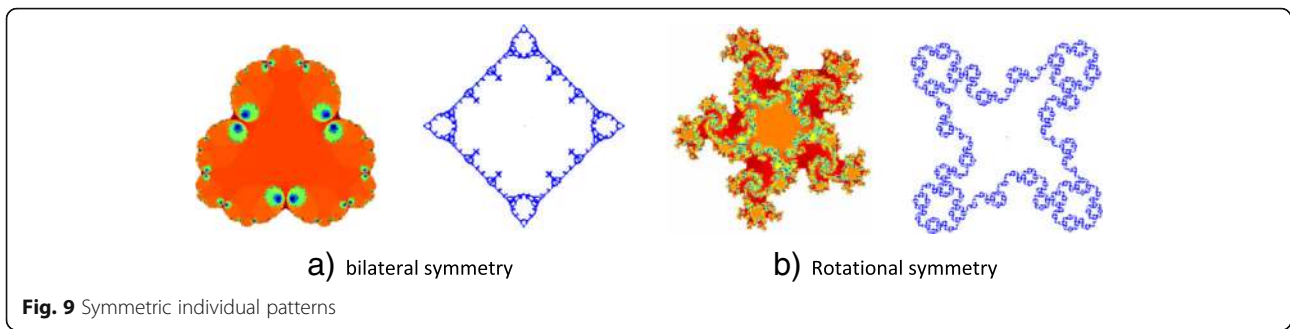 a) bilateral symmetry
b) Rotational symmetry
Fig. 9 Symmetric individual patterns